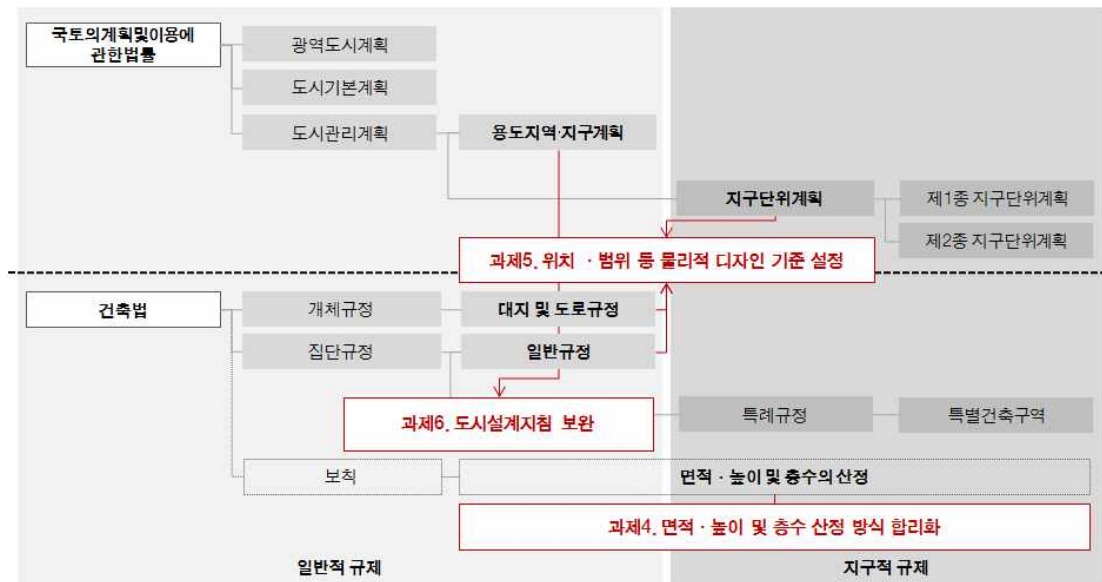 국토의계획및이용에
관한법률
광역도시계획
도시기본계획
도시관리계획
용도지역·지구계획
지구단위계획
제1종 지구단위계획
제2종 지구단위계획
과제5. 위치 · 범위 등 물리적 디자인 기준 설정
건축법
개체규정
대지 및 도로규정
집단규정
일반규정
과제6. 도시설계지침 보완
특례규정
특별건축구역
보칙
면적 · 높이 및 층수의 산정
과제4. 면적 · 높이 및 층수 산정 방식 합리화
일반적 규제
지구적 규제